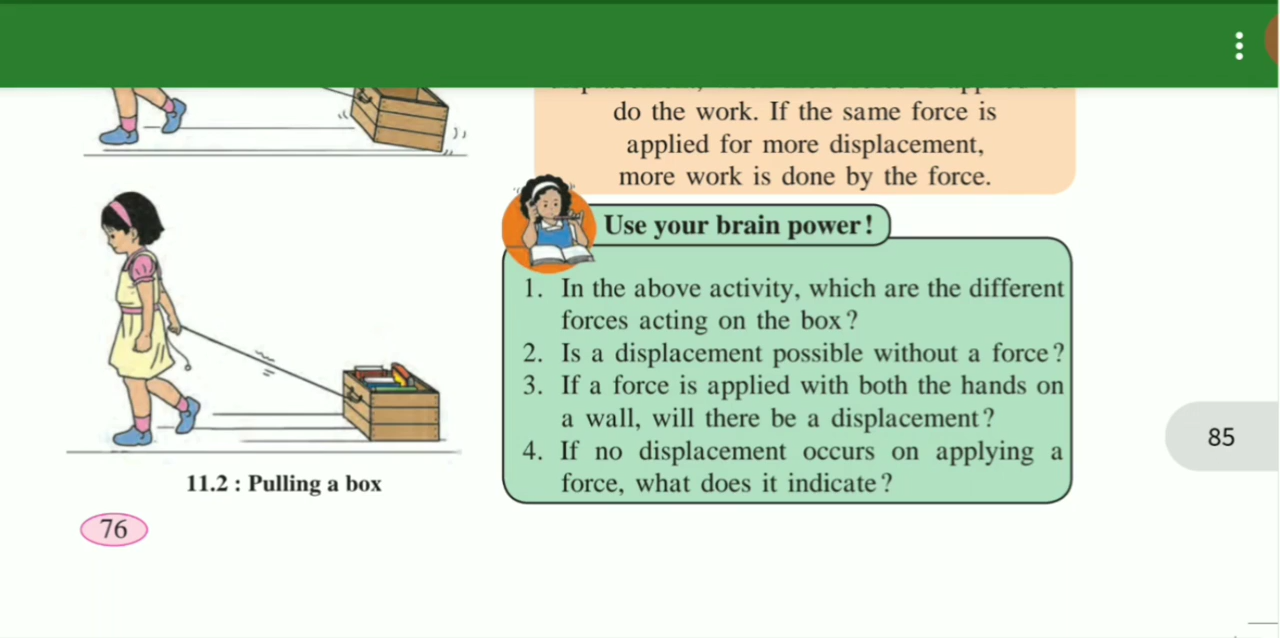 do the work. If the same force is
applied for more displacement,
more work is done by the force.
Use your brain power!
1. In the above activity, which are the different
forces acting on the box?
2. Is a displacement possible without a force?
3. If a force is applied with both the hands on
a wall, will there be a displacement?
4. If no displacement occurs on applying a
force, what does it indicate?
11.2 : Pulling a box
76
85